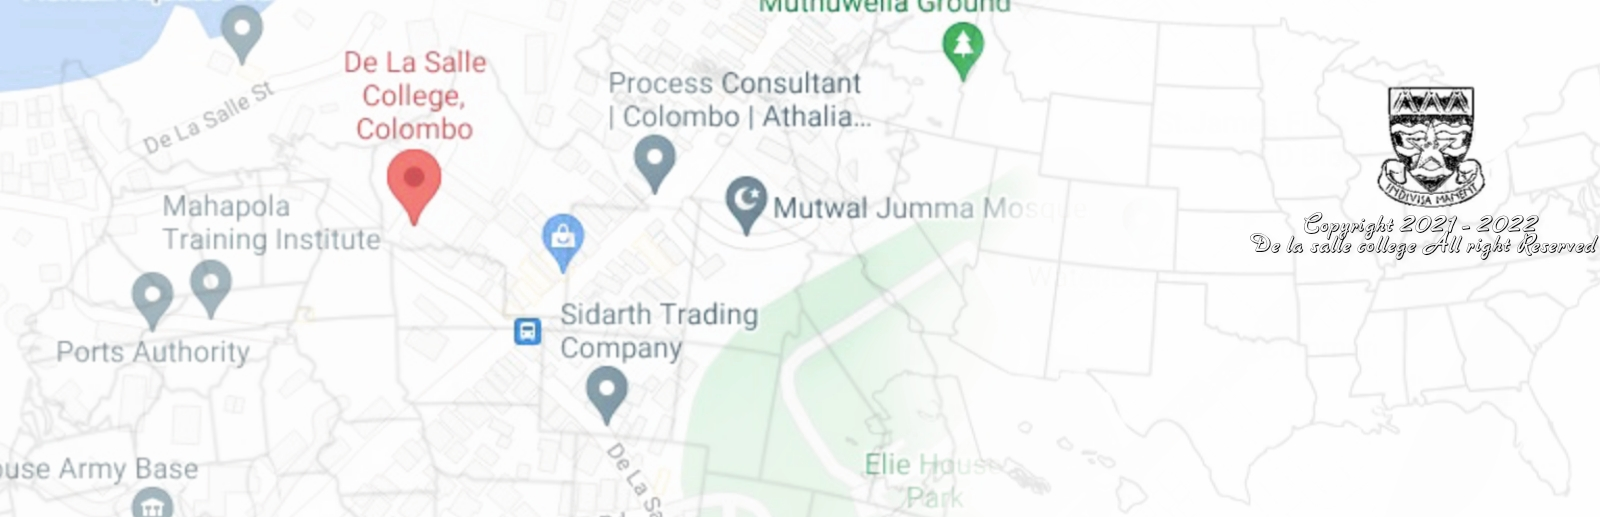 Muthuwella Ground
De La Salle
College,
Colombo
Process Consultant
| Colombo | Athalia...
De La Salle St
Mahapola
Training Institute
Mutwal Jumma Mosque
INDIVISA MANENT
Copyright 2021 - 2022
De la salle college All right Reserved
Sidarth Trading
Company
Ports Authority
De La Sa
Elie House
Park
Army Base